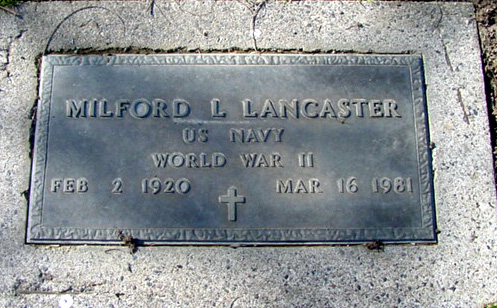 MILFORD L LANCASTER
US NAVY
WORLD WAR II
FEB 2 1920 MAR 16 1981